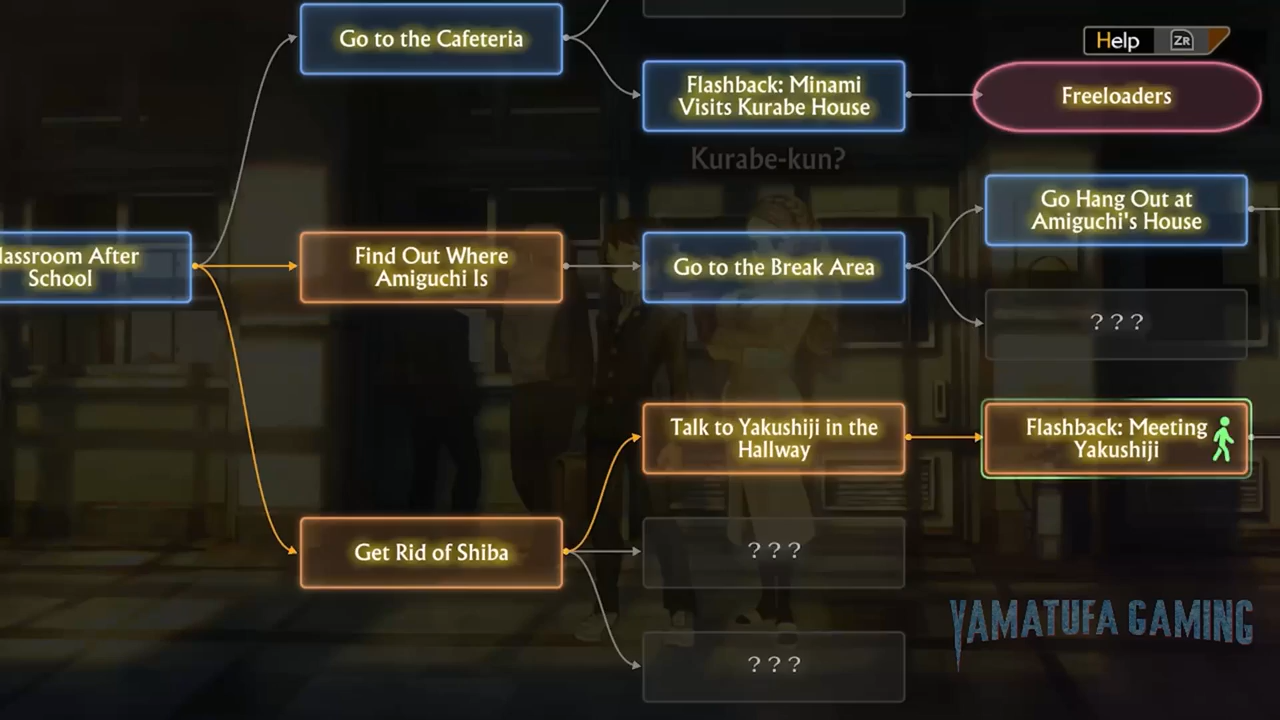 Go to the Cafeteria
Help ZR
Flashback: Minami
Visits Kurabe House
Freeloaders
Kurabe-kun?
Go Hang Out at
Amiguchi's House
lassroom After
School
Find Out Where
Amiguchi Is
Go to the Break Area
? ? ?
Talk to Yakushiji in the
Hallway
Flashback: Meeting
Yakushiji
Get Rid of Shiba
? ? ?
? ? ?
YAMATUFA GAMING